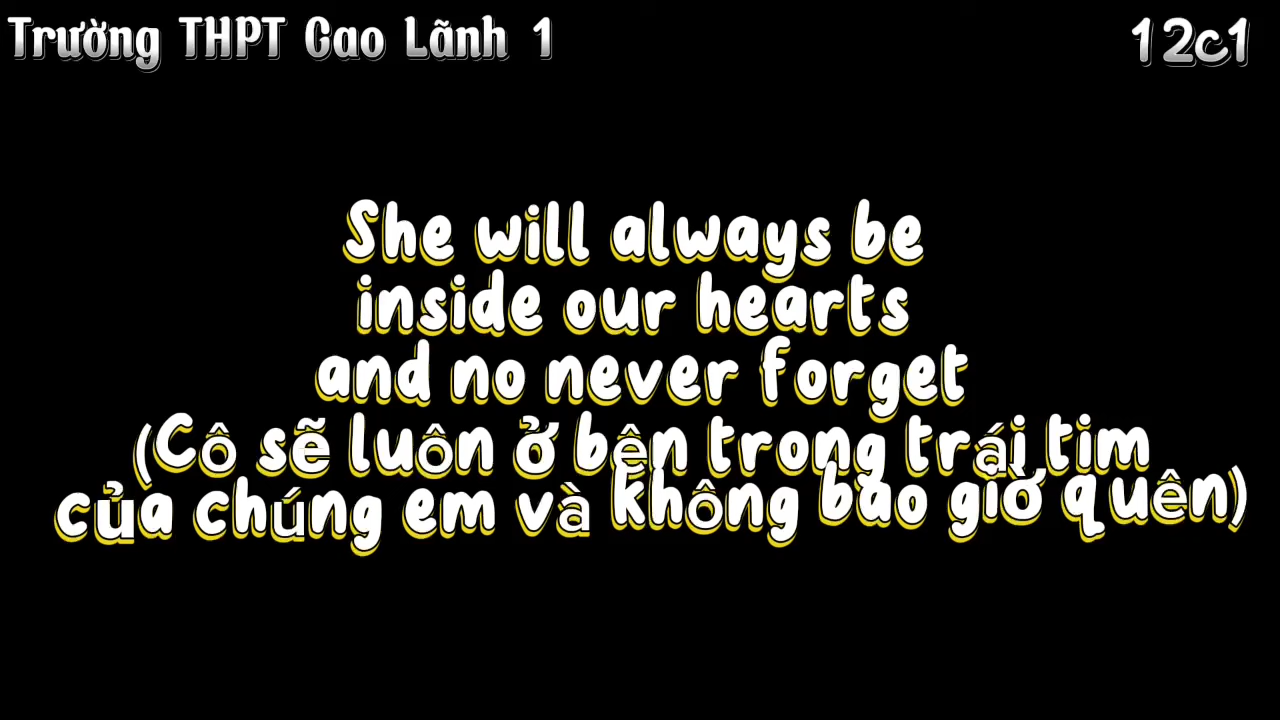 Trường THPT Cao Lãnh 1
12c1
She will always be
inside our hearts
and no never forget
(Cô sẽ luôn ở bên trong trái tim
của chúng em và không bao giờ quên)